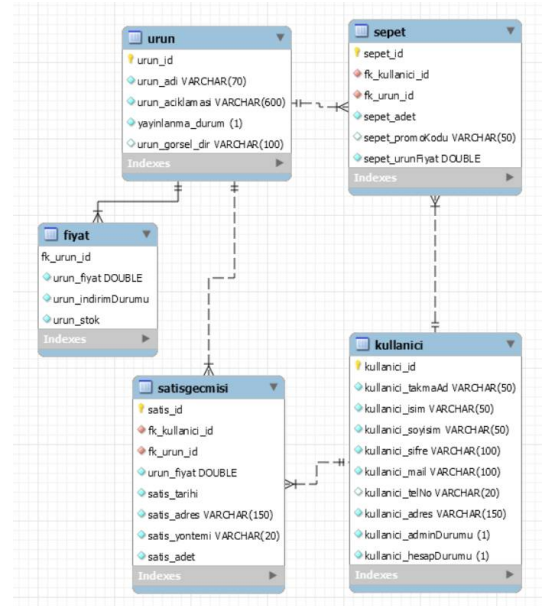 urun
urun_id
urun_adi VARCHAR(70)
urun_aciklamasi VARCHAR(600)
yayinlanma_durum (1)
urun_gorsel_dir VARCHAR(100)
Indexes
sepet
sepet_id
fk_kullanici_id
fk_urun_id
sepet_adet
sepet_promoKodu VARCHAR(50)
sepet_urunFiyat DOUBLE
Indexes
fiyat
fk_urun_id
urun_fiyat DOUBLE
urun_indirimDurumu
urun_stok
Indexes
satisgecmisi
satis_id
fk_kullanici_id
fk_urun_id
urun_fiyat DOUBLE
satis_tarihi
satis_adres VARCHAR(150)
satis_yontemi VARCHAR(20)
satis_adet
Indexes
kullanici
kullanici_id
kullanici_takmaAd VARCHAR(50)
kullanici_isim VARCHAR(50)
kullanici_soyisim VARCHAR(50)
kullanici_sifre VARCHAR(100)
kullanici_mail VARCHAR(100)
kullanici_telNo VARCHAR(20)
kullanici_adres VARCHAR(150)
kullanici_adminDurumu (1)
kullanici_hesapDurumu (1)
Indexes